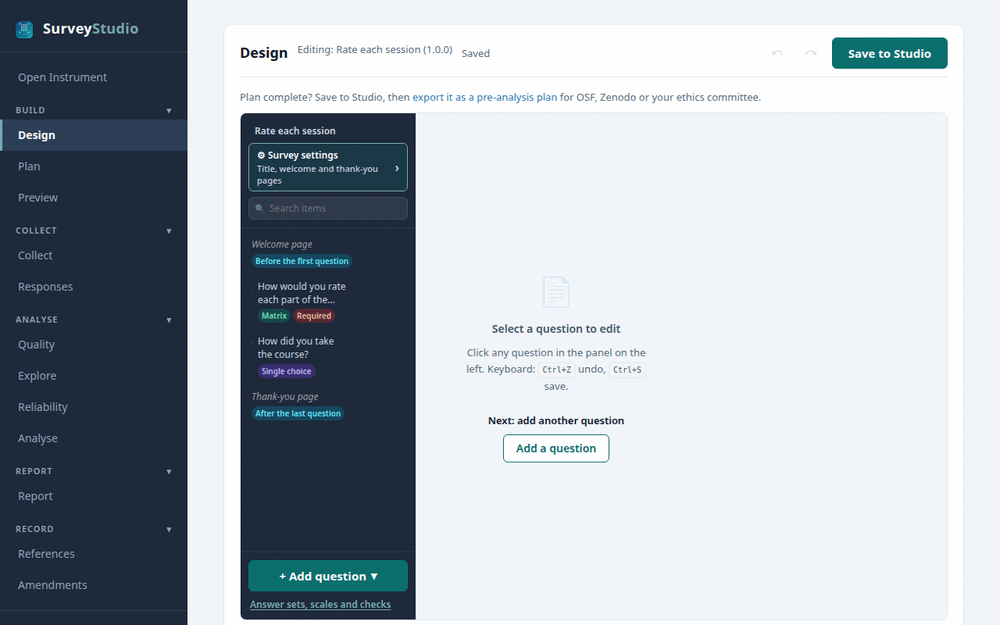 SurveyStudio
Open Instrument
BUILD ▼
Design
Plan
Preview
COLLECT ▼
Collect
Responses
ANALYSE ▼
Quality
Explore
Reliability
Analyse
REPORT ▼
Report
RECORD ▼
References
Amendments
Design Editing: Rate each session (1.0.0) Saved
Save to Studio
Plan complete? Save to Studio, then export it as a pre-analysis plan for OSF, Zenodo or your ethics committee.
Rate each session
⚙ Survey settings
Title, welcome and thank-you
pages
›
Search items
Welcome page
Before the first question
How would you rate
each part of the...
Matrix Required
How did you take
the course?
Single choice
Thank-you page
After the last question
+ Add question ▼
Answer sets, scales and checks
Select a question to edit
Click any question in the panel on the
left. Keyboard: Ctrl+Z undo, Ctrl+S
save.
Next: add another question
Add a question